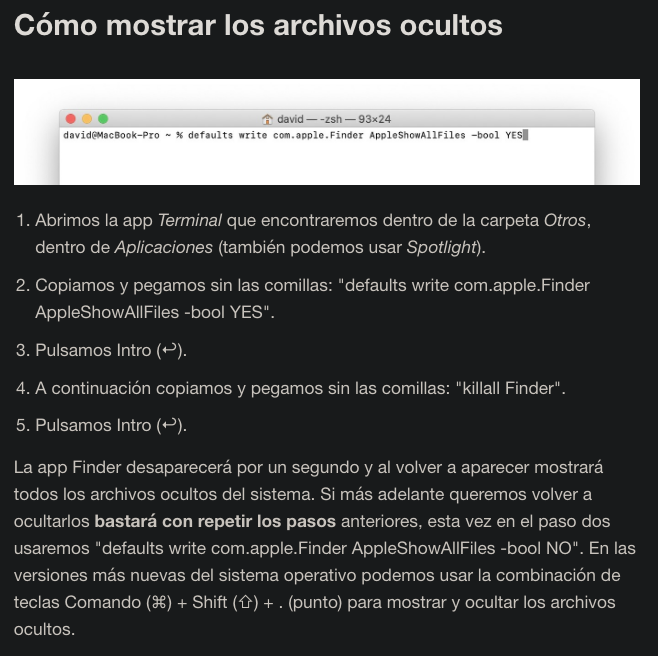 Cómo mostrar los archivos ocultos
david — -zsh — 93×24
david@MacBook-Pro ~ % defaults write com.apple.Finder AppleShowAllFiles -bool YES
1. Abrimos la app Terminal que encontraremos dentro de la carpeta Otros,
dentro de Aplicaciones (también podemos usar Spotlight).
2. Copiamos y pegamos sin las comillas: "defaults write com.apple.Finder
AppleShowAllFiles -bool YES".
3. Pulsamos Intro (↩).
4. A continuación copiamos y pegamos sin las comillas: "killall Finder".
5. Pulsamos Intro (↩).
La app Finder desaparecerá por un segundo y al volver a aparecer mostrará
todos los archivos ocultos del sistema. Si más adelante queremos volver a
ocultarlos bastará con repetir los pasos anteriores, esta vez en el paso dos
usaremos "defaults write com.apple.Finder AppleShowAllFiles -bool NO". En las
versiones más nuevas del sistema operativo podemos usar la combinación de
teclas Comando (⌘) + Shift (⇧) + . (punto) para mostrar y ocultar los archivos
ocultos.